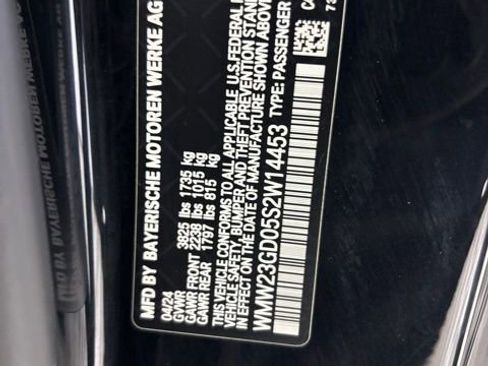 MFD BY BAYERISCHE MOTOREN WERKE AG
04/24
GVWR 3825 lbs 1735 kg
GAWR FRONT 2238 lbs 1015 kg
GAWR REAR 1797 lbs 815 kg
THIS VEHICLE CONFORMS TO ALL APPLICABLE U.S. FEDERAL
VEHICLE SAFETY, BUMPER AND THEFT PREVENTION STAND
IN EFFECT ON THE DATE OF MANUFACTURE SHOWN ABOV
WMW23GD05S2W14453 TYPE: PASSENGER